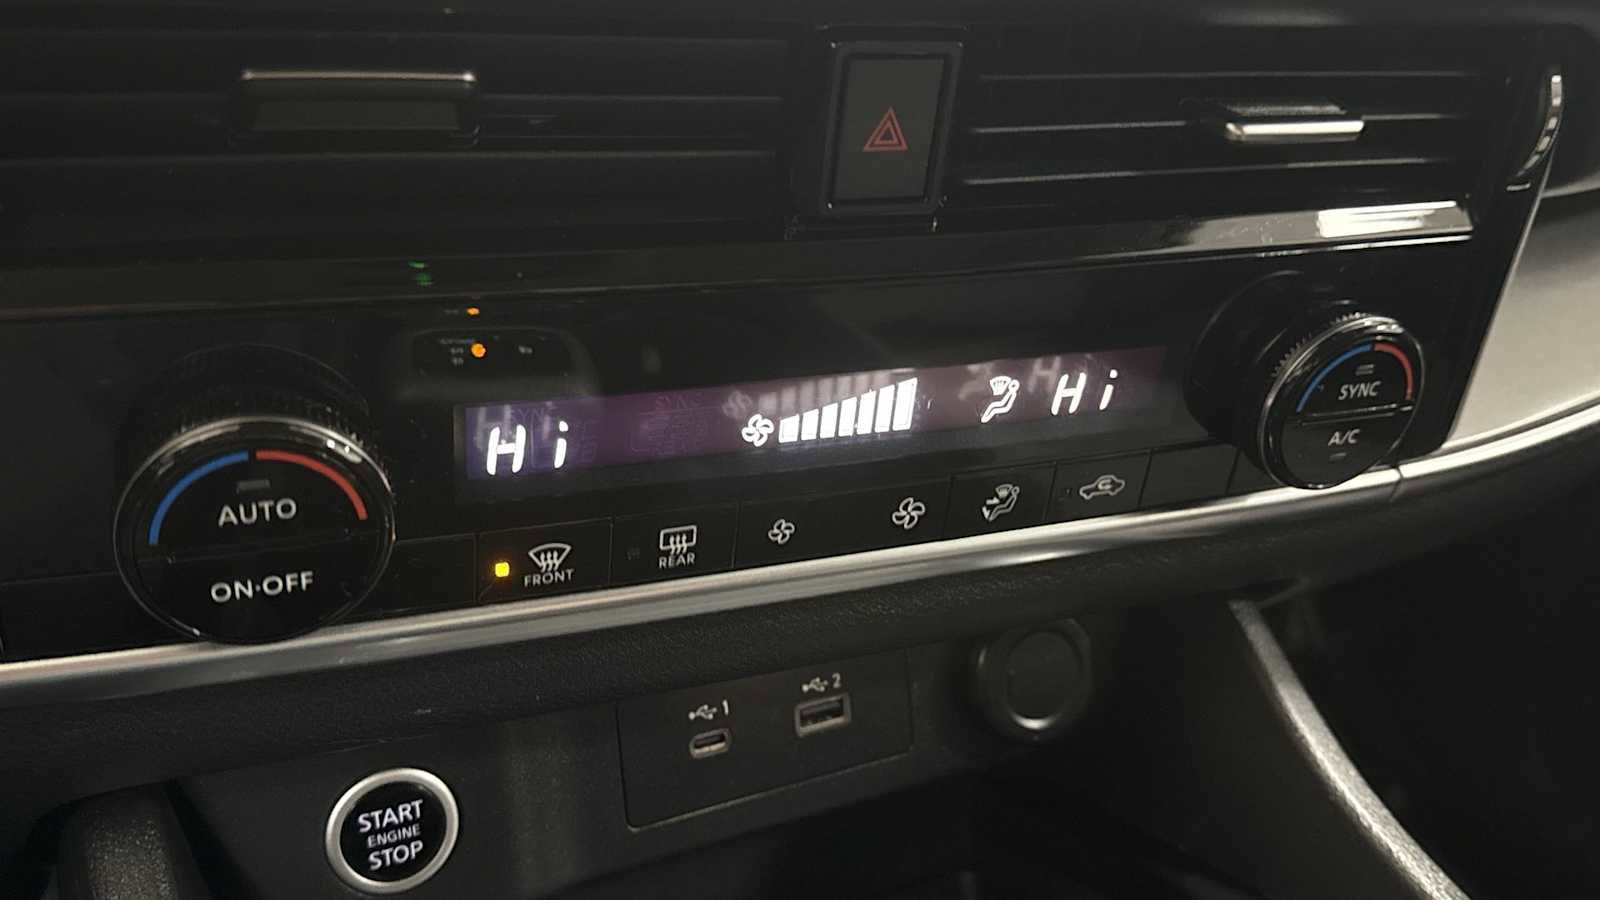 Hi
Hi
SYNC
A/C
AUTO
ON·OFF
FRONT
REAR
1
2
START
ENGINE
STOP